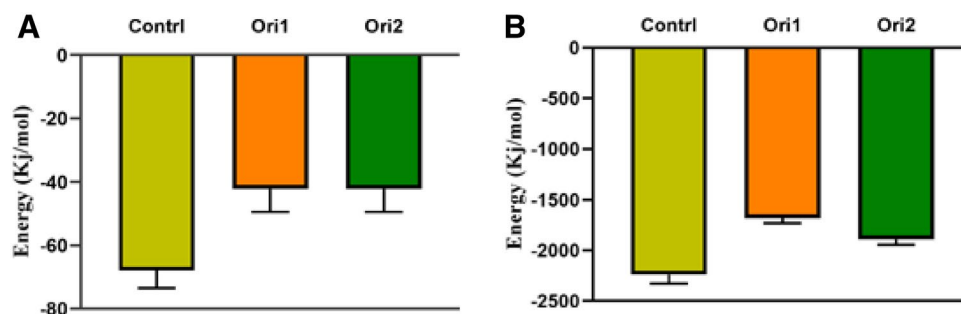 A
Contrl Ori1 Ori2
0
-20
-40
-60
-80
Energy (Kj/mol)
B
Contrl Ori1 Ori2
0
-500
-1000
-1500
-2000
-2500
Energy (Kj/mol)